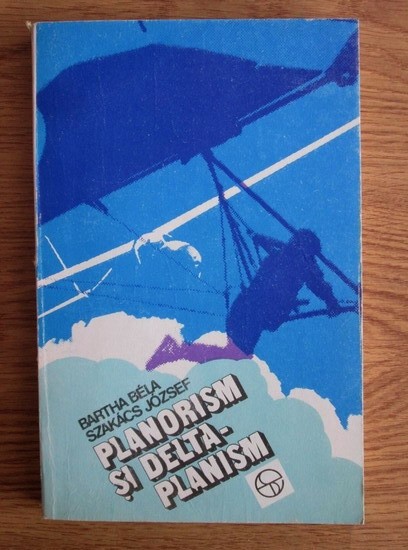 BARTHA BÉLA
SZAKÁCS JÓZSEF
PLANORISM
ȘI DELTA-
PLANISM